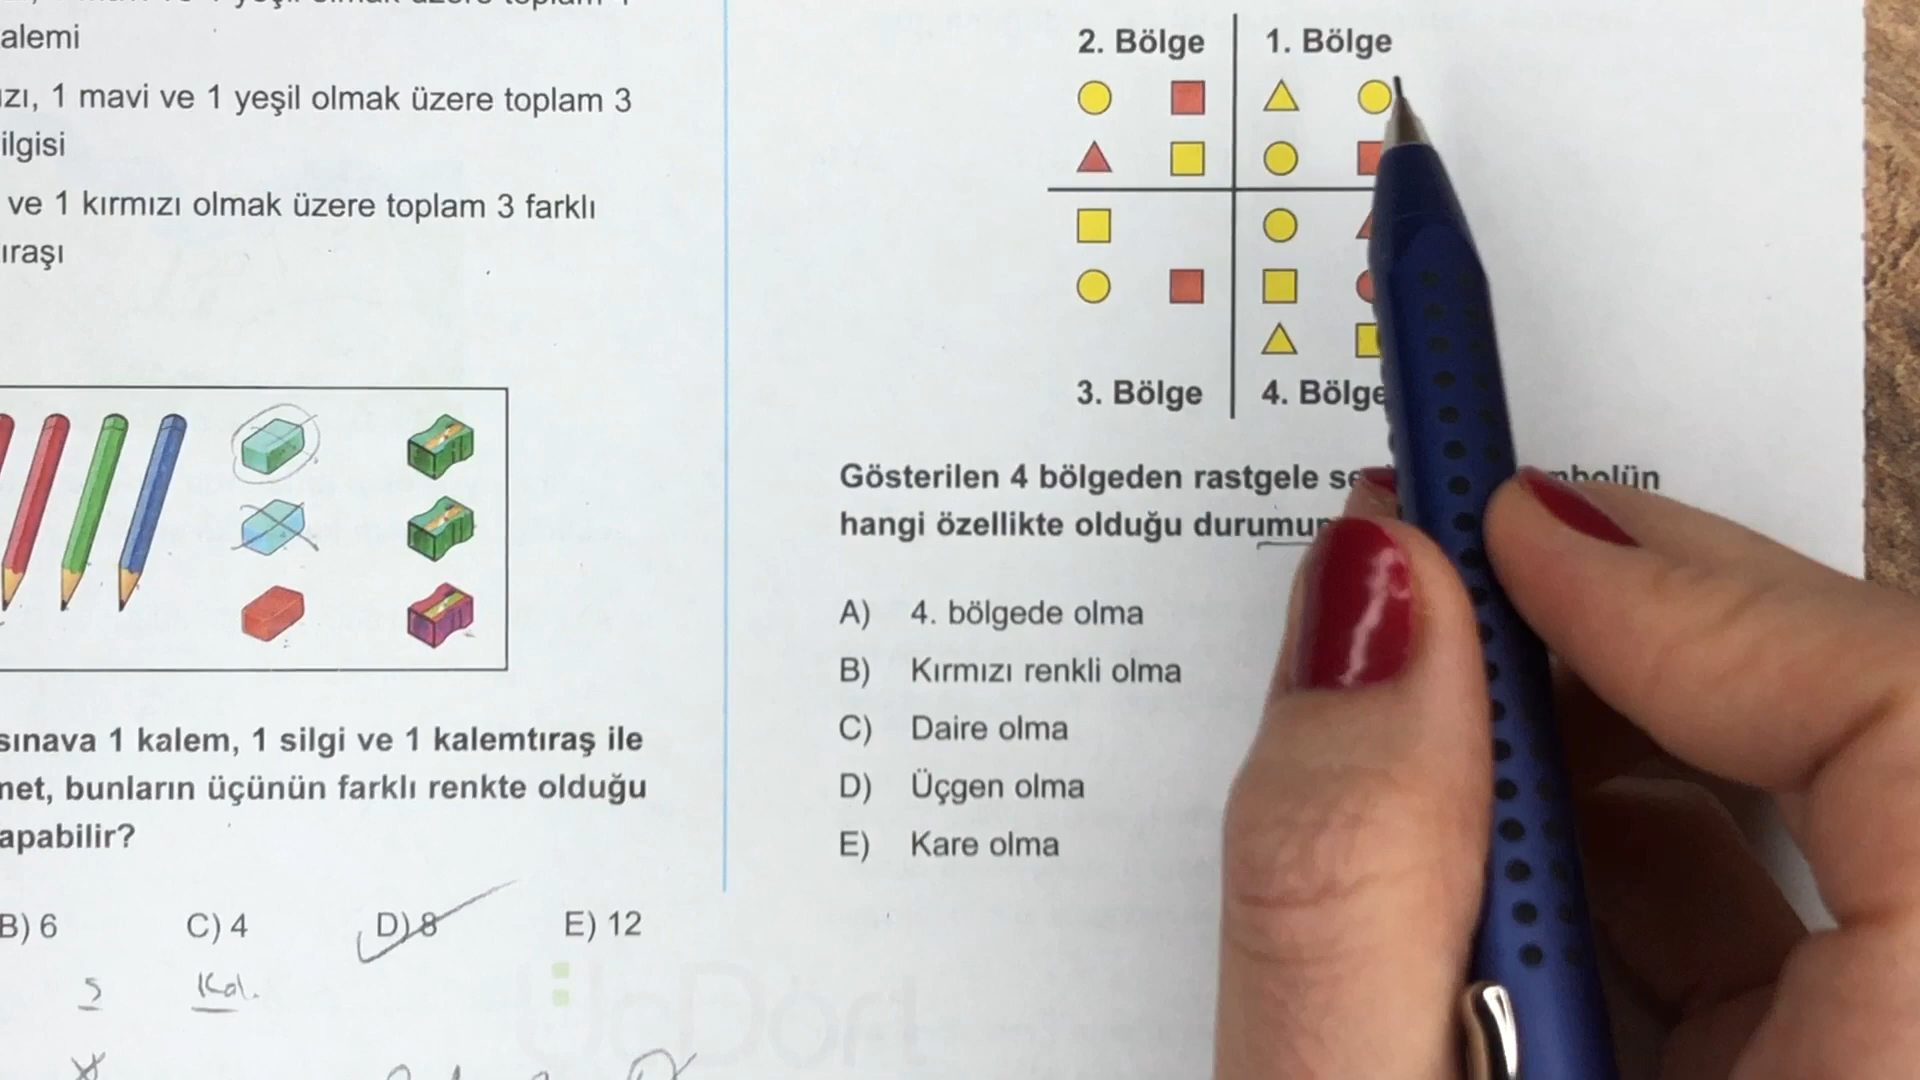 alemi
ızı, 1 mavi ve 1 yeşil olmak üzere toplam 3
ilgisi
ve 1 kırmızı olmak üzere toplam 3 farklı
ıraşı
sınava 1 kalem, 1 silgi ve 1 kalemtıraş ile
met, bunların üçünün farklı renkte olduğu
apabilir?
B) 6 C) 4 D) 8 E) 12
S Kal.
2. Bölge 1. Bölge
3. Bölge 4. Bölge
Gösterilen 4 bölgeden rastgele
hangi özellikte olduğu
A) 4. bölgede olma
B) Kırmızı renkli olma
C) Daire olma
D) Üçgen olma
E) Kare olma
ÜçDört